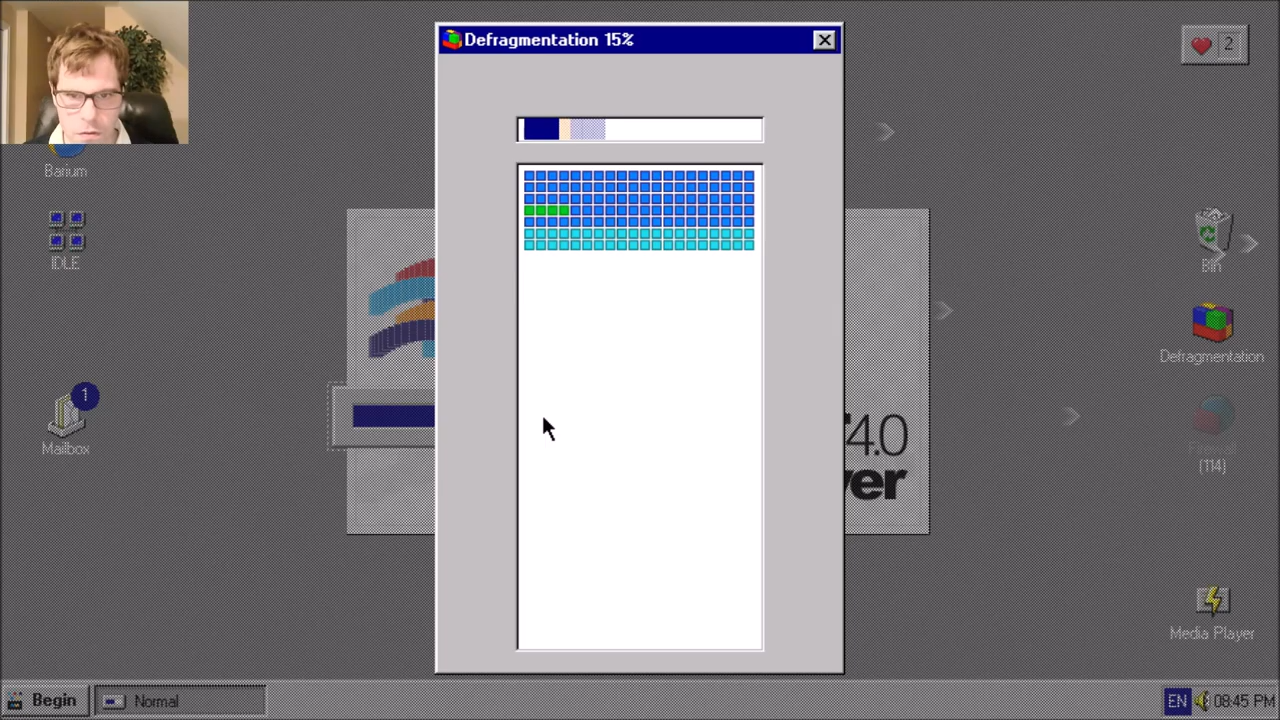 Defragmentation 15%
2
Barium
IDLE
Bin
Defragmentation
Mailbox
1
4.0
ver
(114)
Media Player
Begin
Normal
EN
08:45 PM